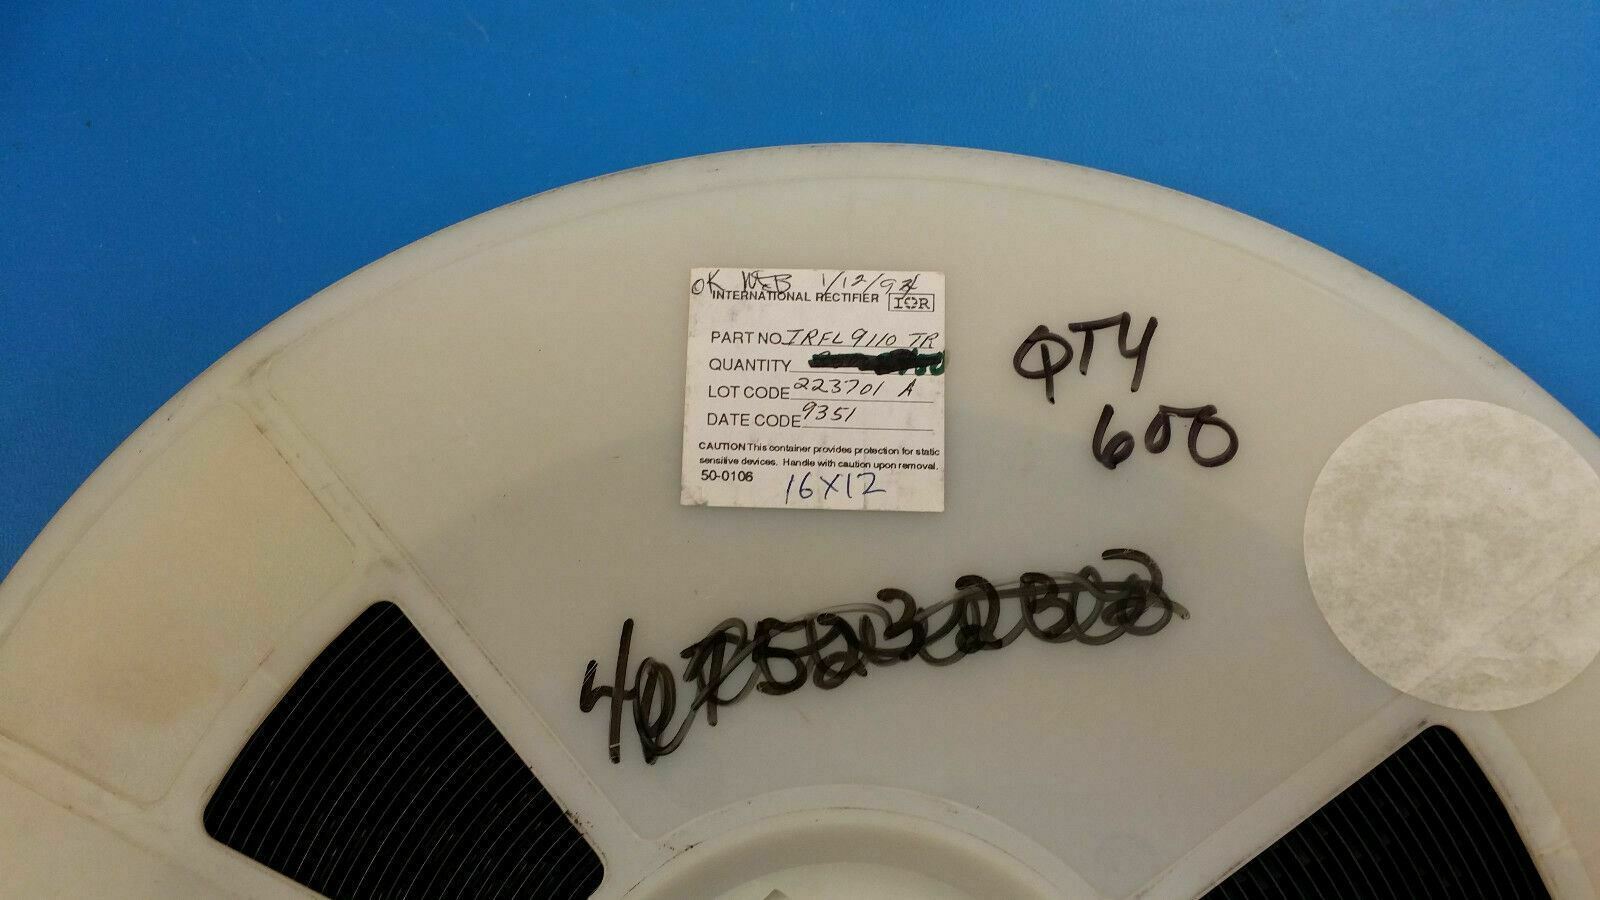 OK WEB 1/12/94
INTERNATIONAL RECTIFIER IOR
PART NO. IRFL 9110 TR
QUANTITY
LOT CODE 223701 A
DATE CODE 9351
CAUTION This container provides protection for static
sensitive devices. Handle with caution upon removal.
50-0106 16X12
QTY
600